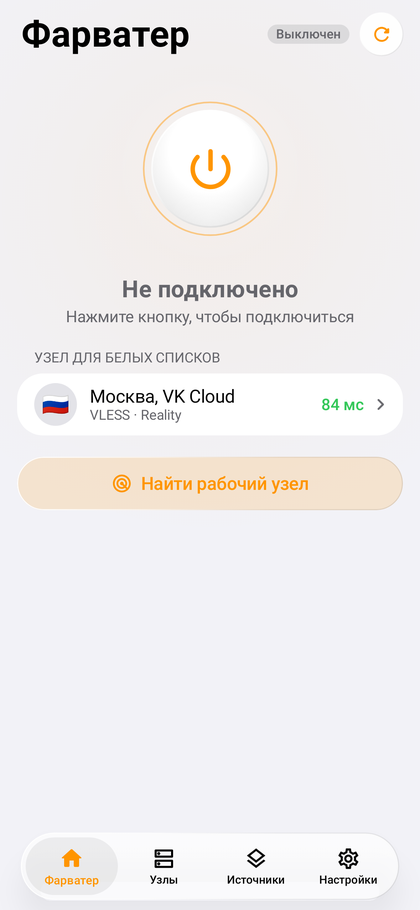 Фарватер
Выключен
Не подключено
Нажмите кнопку, чтобы подключиться
УЗЕЛ ДЛЯ БЕЛЫХ СПИСКОВ
Москва, VK Cloud
VLESS · Reality
84 мс
Найти рабочий узел
Фарватер
Узлы
Источники
Настройки